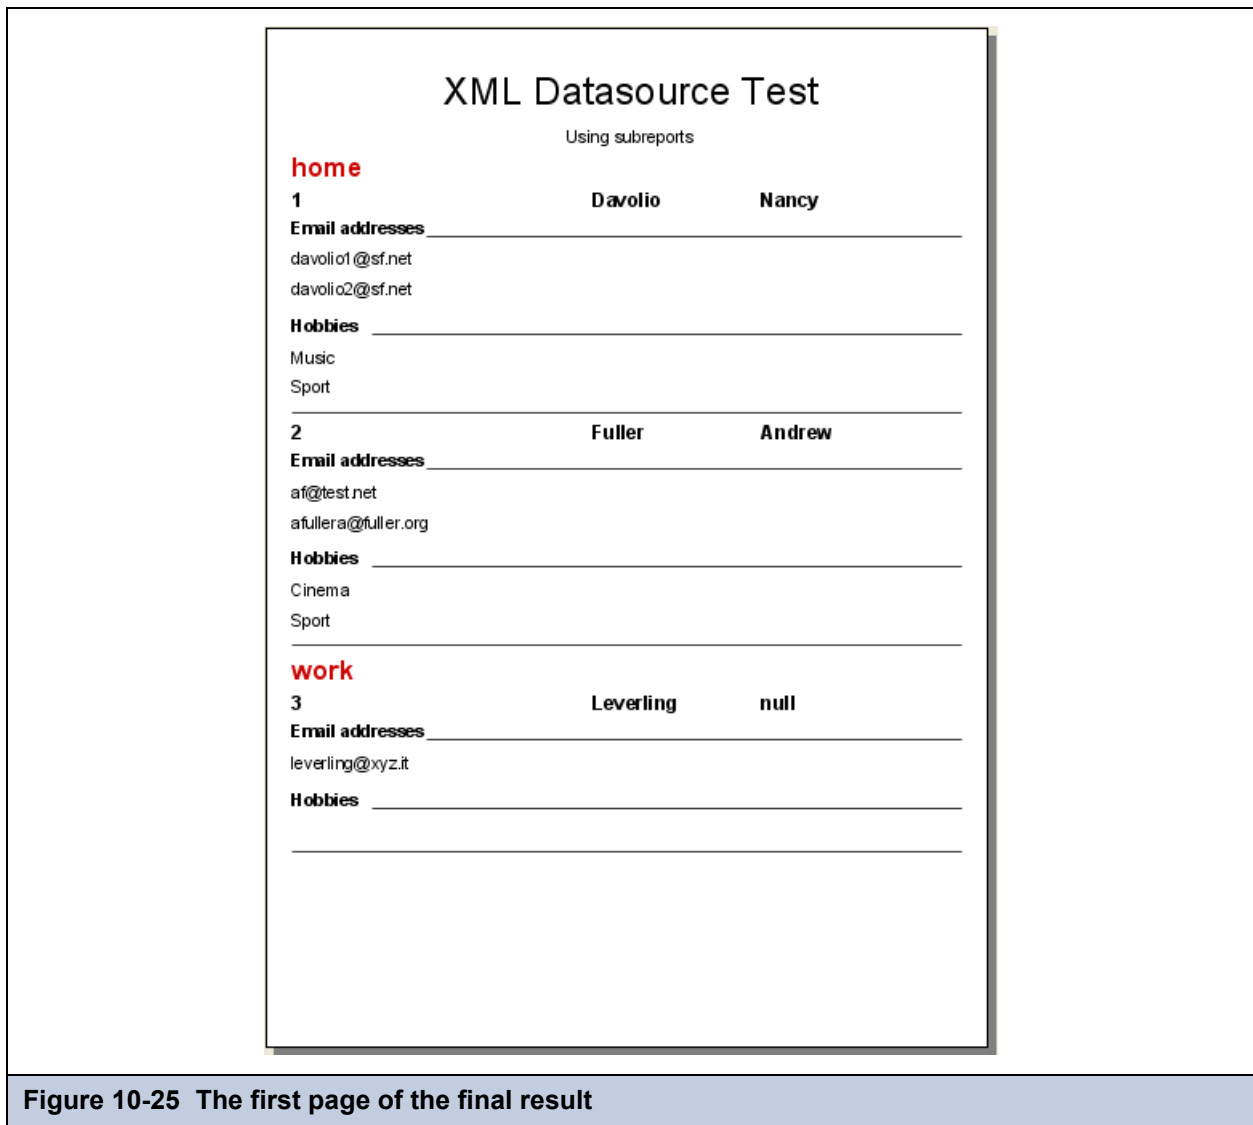 XML Datasource Test
Using subreports
home
1 Davolio Nancy
Email addresses
davolio1@sf.net
davolio2@sf.net
Hobbies
Music
Sport
2 Fuller Andrew
Email addresses
af@test.net
afullera@fuller.org
Hobbies
Cinema
Sport
work
3 Leverling null
Email addresses
leverling@xyz.it
Hobbies
Figure 10-25 The first page of the final result